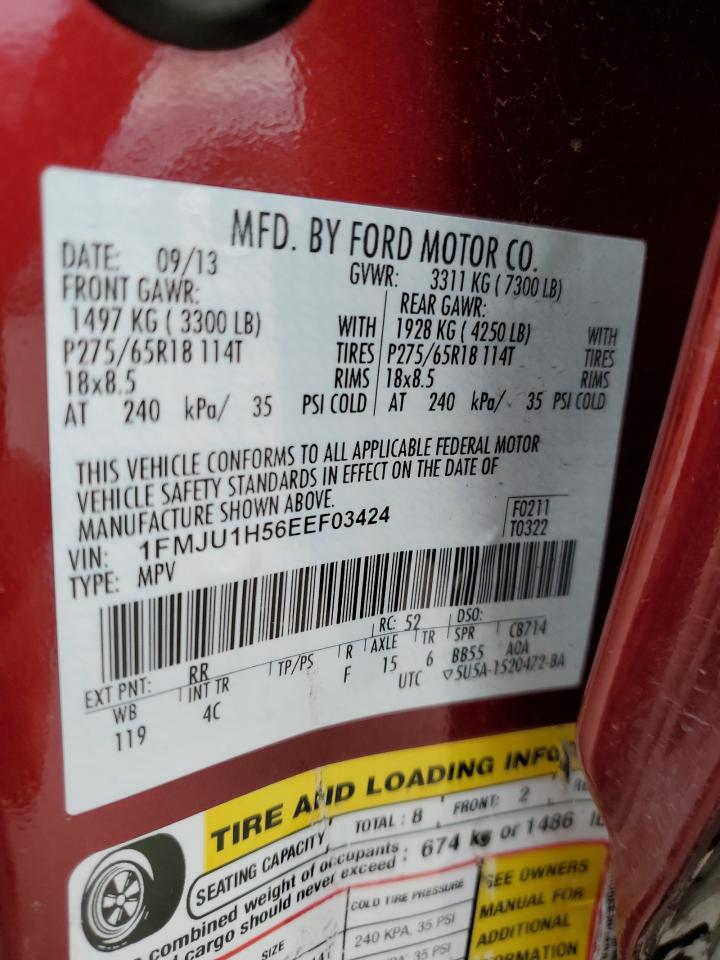 MFD. BY FORD MOTOR CO.
DATE: 09/13 GVWR: 3311 KG ( 7300 LB)
FRONT GAWR: REAR GAWR:
1497 KG ( 3300 LB) WITH 1928 KG ( 4250 LB) WITH
P275/65R18 114T TIRES P275/65R18 114T TIRES
18x8.5 RIMS 18x8.5 RIMS
AT 240 kPa/ 35 PSI COLD AT 240 kPa/ 35 PSI COLD
THIS VEHICLE CONFORMS TO ALL APPLICABLE FEDERAL MOTOR
VEHICLE SAFETY STANDARDS IN EFFECT ON THE DATE OF
MANUFACTURE SHOWN ABOVE.
VIN: 1FMJU1H56EEF03424 F0211
TYPE: MPV T0322
EXT PNT: RR RC: 52 DSO:
WB INT TR TP/PS R AXLE TR SPR CB714
119 4C F 15 6 BB55 A0A
UTC ▽5U5A-1520472-BA
TIRE AND LOADING INFO
SEATING CAPACITY TOTAL : 8 FRONT: 2
combined weight of occupants
cargo should never exceed : 674 kg or 1486
SIZE COLD TIRE PRESSURE SEE OWNERS
240 KPA, 35 PSI MANUAL FOR
35 PSI ADDITIONAL